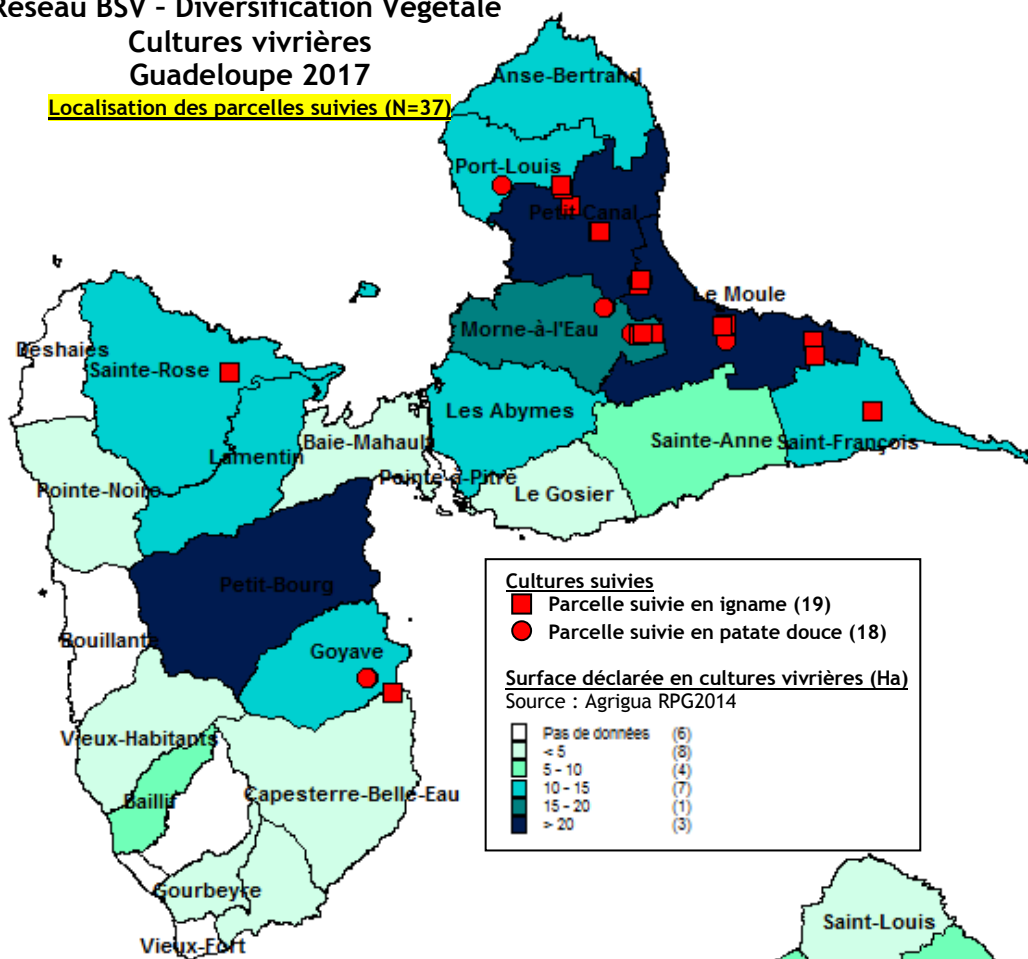 Réseau BSV - Diversification Végétale
Cultures vivrières
Guadeloupe 2017
Localisation des parcelles suivies (N=37)
Anse-Bertrand
Port-Louis
Petit-Canal
Le Moule
Morne-à-l'Eau
Deshaies
Sainte-Rose
Les Abymes
Baie-Mahault
Sainte-Anne
Saint-François
Lamentin
Pointe-à-Pitre
Pointe-Noire
Le Gosier
Petit-Bourg
Bouillante
Goyave
Vieux-Habitants
Baillif
Capesterre-Belle-Eau
Gourbeyre
Vieux-Fort
Saint-Louis
Cultures suivies
Parcelle suivie en igname (19)
Parcelle suivie en patate douce (18)
Surface déclarée en cultures vivrières (Ha)
Source : Agrigua RPG2014
Pas de données (6)
< 5 (8)
5 - 10 (4)
10 - 15 (7)
15 - 20 (1)
> 20 (3)